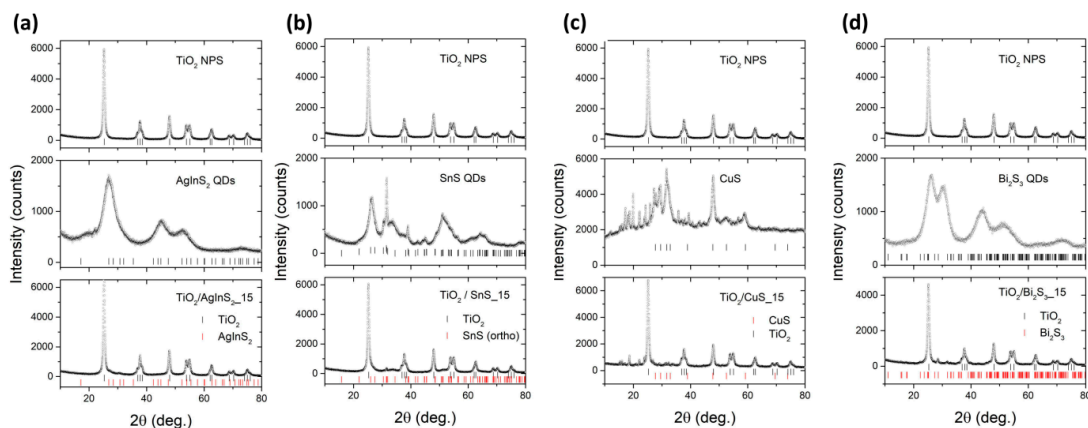 (a)
Intensity (counts)
6000
4000
2000
0
TiO2 NPS
2000
1000
0
AgInS2 QDs
6000
4000
2000
0
TiO2/AgInS2_15
TiO2
AgInS2
20 40 60 80
2θ (deg.)
(b)
Intensity (counts)
6000
4000
2000
0
TiO2 NPS
2000
1000
0
SnS QDs
6000
4000
2000
0
TiO2 / SnS_15
TiO2
SnS (ortho)
20 40 60 80
2θ (deg.)
(c)
Intensity (counts)
6000
4000
2000
0
TiO2 NPS
6000
4000
2000
0
CuS
6000
4000
2000
0
TiO2/CuS_15
CuS
TiO2
20 40 60 80
2θ (deg.)
(d)
Intensity (counts)
6000
4000
2000
0
TiO2 NPS
2000
1000
0
Bi2S3 QDs
6000
4000
2000
0
TiO2/Bi2S3_15
TiO2
Bi2S3
20 40 60 80
2θ (deg.)